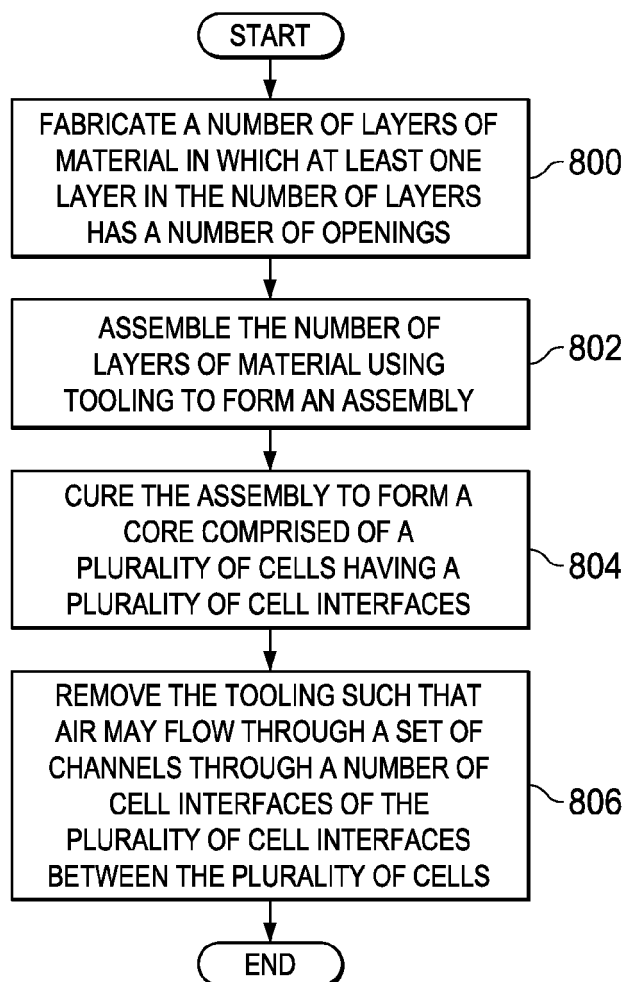 START
FABRICATE A NUMBER OF LAYERS OF
MATERIAL IN WHICH AT LEAST ONE
LAYER IN THE NUMBER OF LAYERS
HAS A NUMBER OF OPENINGS
800
ASSEMBLE THE NUMBER OF
LAYERS OF MATERIAL USING
TOOLING TO FORM AN ASSEMBLY
802
CURE THE ASSEMBLY TO FORM A
CORE COMPRISED OF A
PLURALITY OF CELLS HAVING A
PLURALITY OF CELL INTERFACES
804
REMOVE THE TOOLING SUCH THAT
AIR MAY FLOW THROUGH A SET OF
CHANNELS THROUGH A NUMBER OF
CELL INTERFACES OF THE
PLURALITY OF CELL INTERFACES
BETWEEN THE PLURALITY OF CELLS
806
END